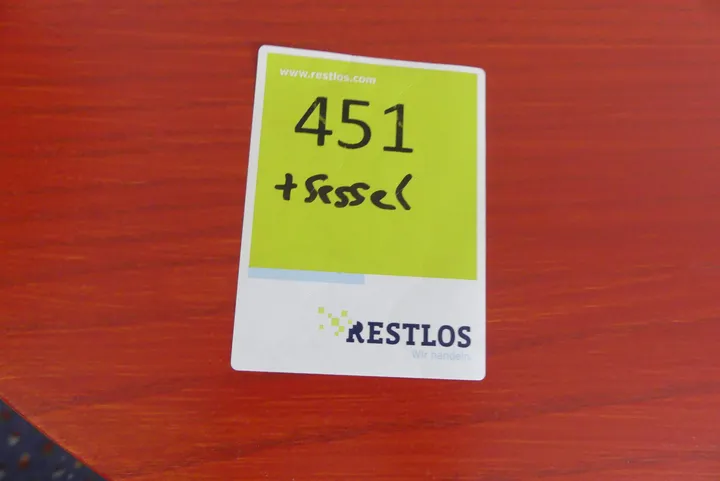 www.restlos.com
451
+ Sessel
RESTLOS
Wir handeln.